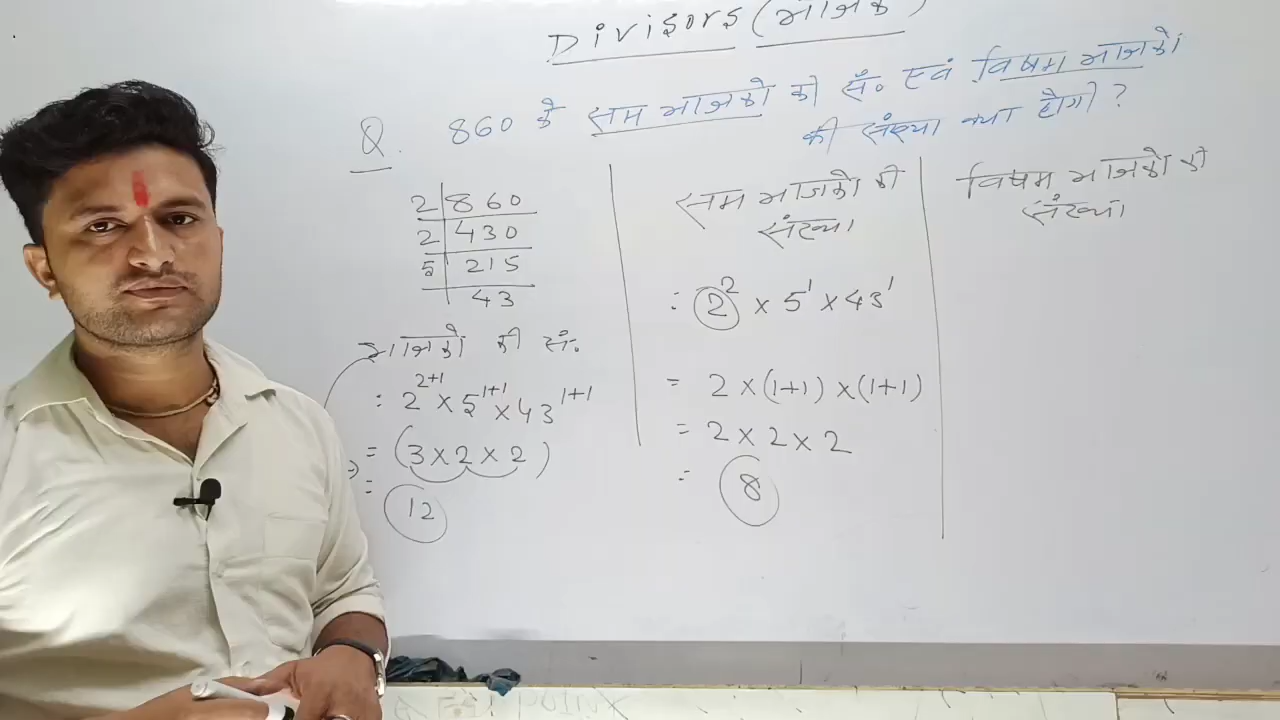 Divisors (भाजक)
Q. 860 के सम भाजको की सं० एवं विषम भाजकों
की संख्या क्या होगी ?
2 | 860
2 | 430
5 | 215
43
भाजको की सं.
: 2^{2+1} × 5^{1+1} × 43^{1+1}
= (3 × 2 × 2)
= 12
सम भाजको की
संख्या
: 2^2 × 5^1 × 43^1
= 2 × (1+1) × (1+1)
= 2 × 2 × 2
: 8
विषम भाजको की
संख्या